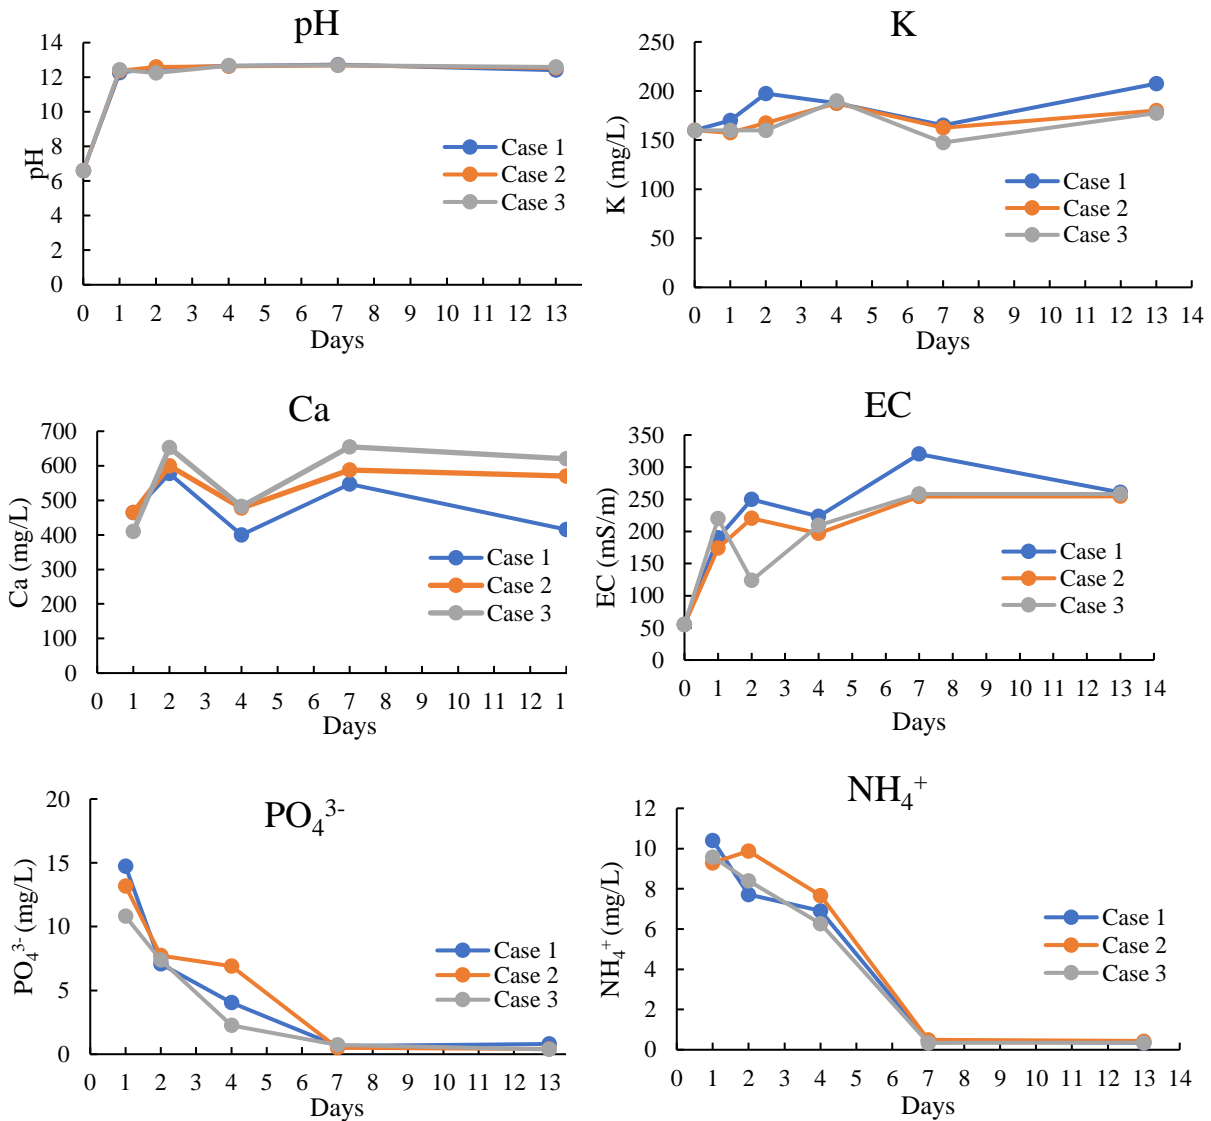 pH
14
12
10
8
6
4
2
0
pH
0 1 2 3 4 5 6 7 8 9 10 11 12 13
Days
Case 1
Case 2
Case 3
K
250
200
150
100
50
0
K (mg/L)
0 1 2 3 4 5 6 7 8 9 10 11 12 13 14
Days
Case 1
Case 2
Case 3
Ca
700
600
500
400
300
200
100
0
Ca (mg/L)
0 1 2 3 4 5 6 7 8 9 10 11 12 1
Days
Case 1
Case 2
Case 3
EC
350
300
250
200
150
100
50
0
EC (mS/m)
0 1 2 3 4 5 6 7 8 9 10 11 12 13 14
Days
Case 1
Case 2
Case 3
PO₄³⁻
20
15
10
5
0
PO₄³⁻ (mg/L)
0 1 2 3 4 5 6 7 8 9 10 11 12 13
Days
Case 1
Case 2
Case 3
NH₄⁺
12
10
8
6
4
2
0
NH₄⁺ (mg/L)
0 1 2 3 4 5 6 7 8 9 10 11 12 13 14
Days
Case 1
Case 2
Case 3